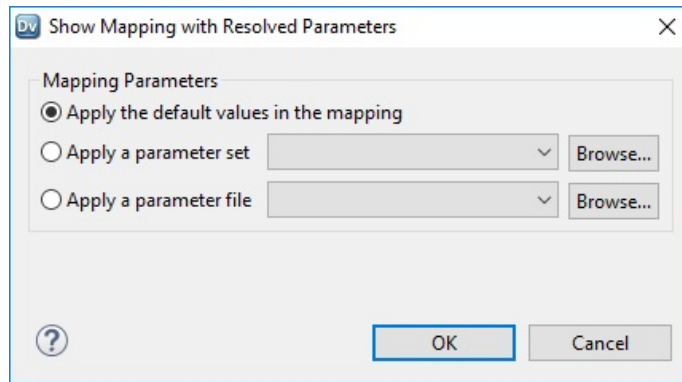 Dv Show Mapping with Resolved Parameters
Mapping Parameters
Apply the default values in the mapping
Apply a parameter set Browse...
Apply a parameter file Browse...
? OK Cancel